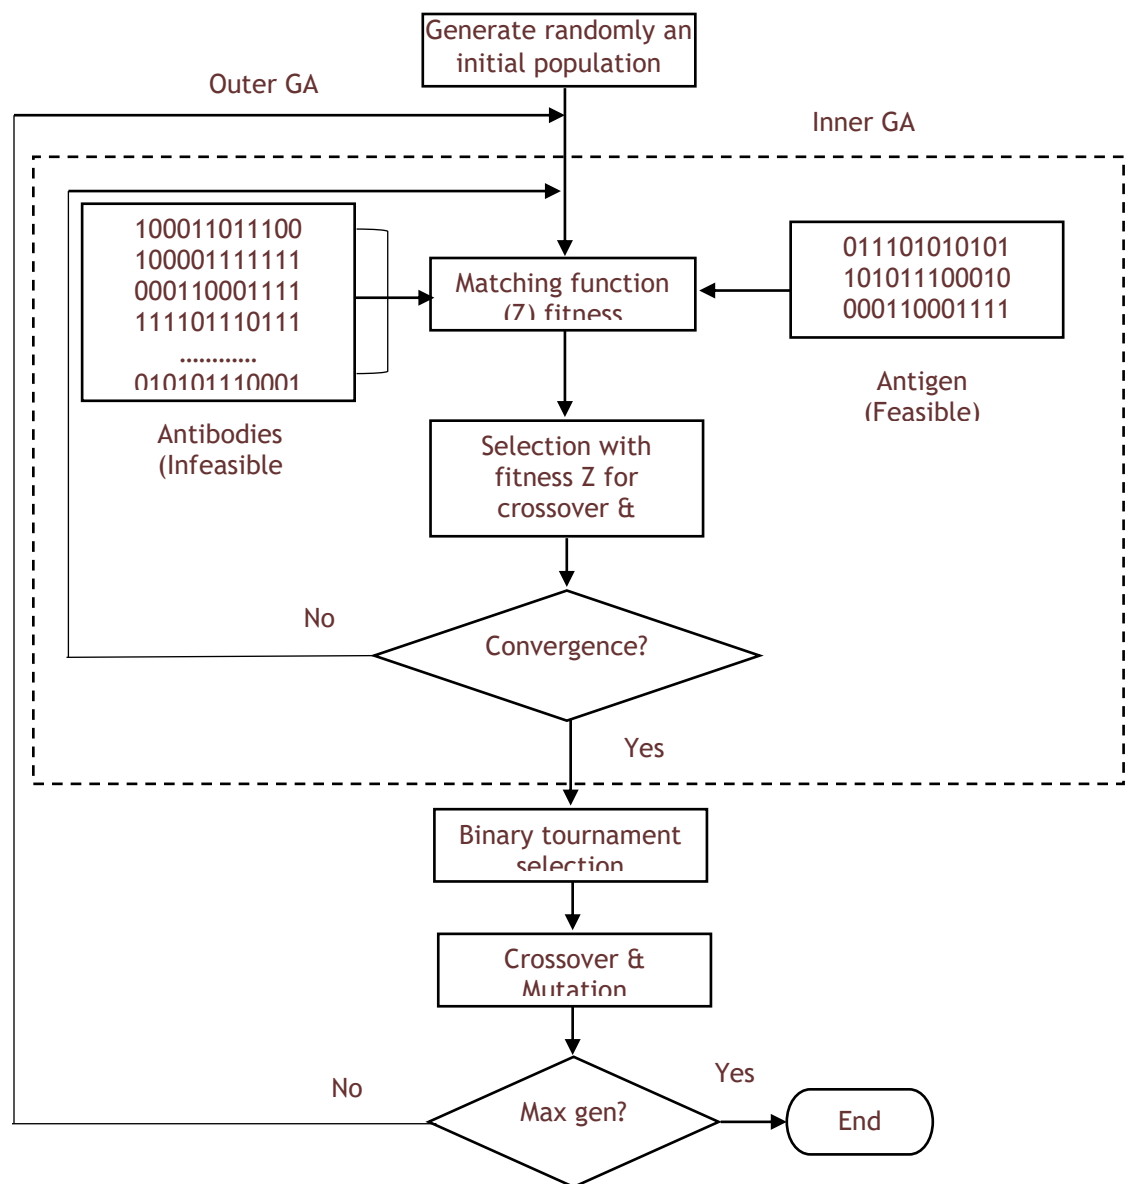 Generate randomly an
initial population
Outer GA
Inner GA
100011011100
100001111111
000110001111
111101110111
............
010101110001
Antibodies
(Infeasible
Matching function
(Z) fitness
011101010101
101011100010
000110001111
Antigen
(Feasible)
Selection with
fitness Z for
crossover &
No
Convergence?
Yes
Binary tournament
selection
Crossover &
Mutation
No
Max gen?
Yes
End